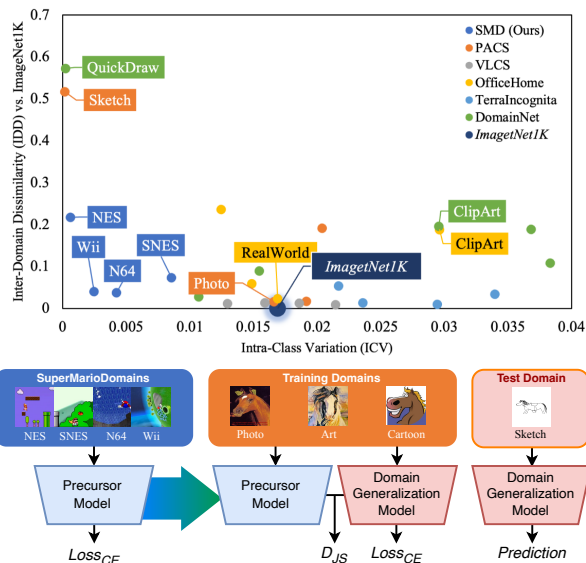 Inter-Domain Dissimilarity (IDD) vs. ImageNet1K
0.7
0.6
0.5
0.4
0.3
0.2
0.1
0
0
0.005
0.01
0.015
0.02
0.025
0.03
0.035
0.04
Intra-Class Variation (ICV)
SMD (Ours)
PACS
VLCS
OfficeHome
TerraIncognita
DomainNet
ImagetNet1K
QuickDraw
Sketch
NES
Wii
N64
SNES
Photo
RealWorld
ImagetNet1K
ClipArt
ClipArt
SuperMarioDomains
NES SNES N64 Wii
Training Domains
Photo Art Cartoon
Test Domain
Sketch
Precursor
Model
Precursor
Model
Domain
Generalization
Model
Domain
Generalization
Model
Loss_CE
D_JS
Loss_CE
Prediction